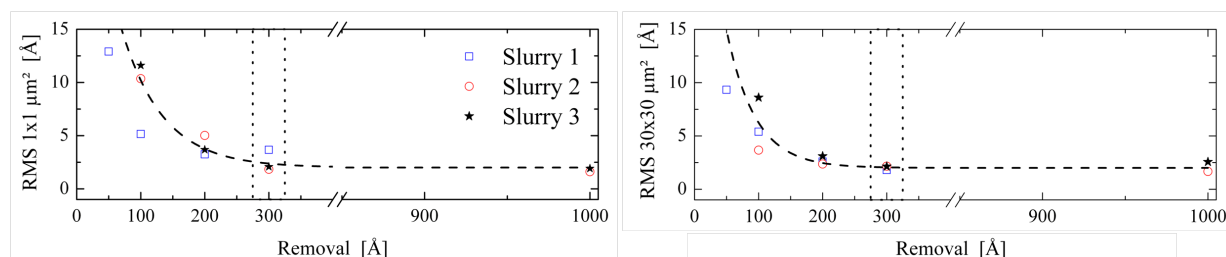 RMS 1x1 µm² [Å]
15
10
5
0
Slurry 1
Slurry 2
Slurry 3
0 100 200 300 900 1000
Removal [Å]
RMS 30x30 µm² [Å]
15
10
5
0
0 100 200 300 900 1000
Removal [Å]